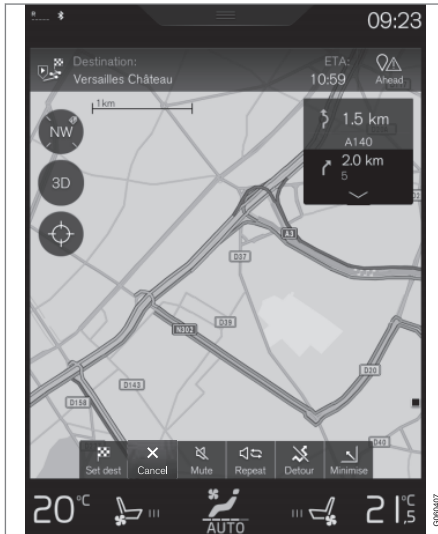 09:23
Destination:
Versailles Château
ETA:
10:59
Ahead
1km
NW
3D
1.5 km
A140
2.0 km
5
A3
D37
N302
D39
D20
D143
D158
D40
Set dest
Cancel
Mute
Repeat
Detour
Minimise
20°C
AUTO
21,5°C
G060407